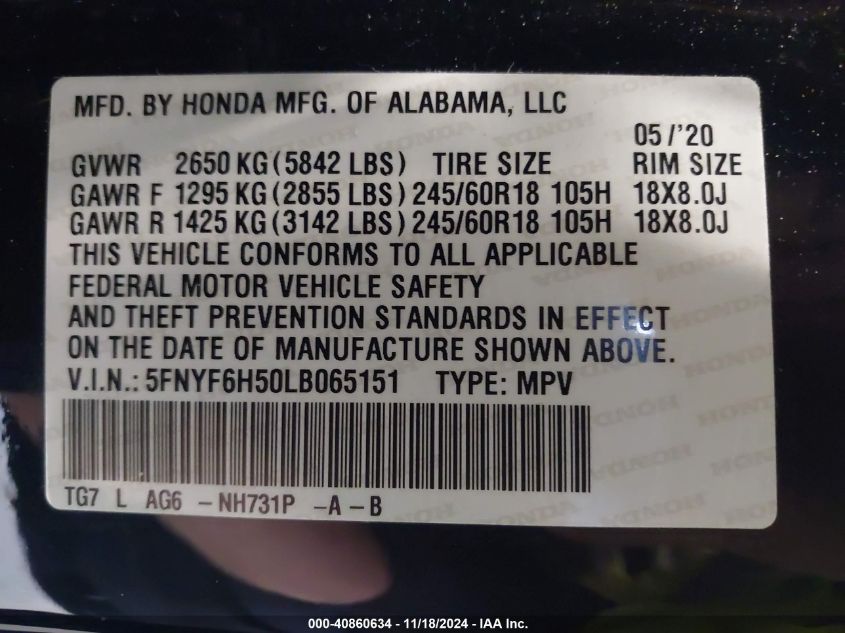 MFD. BY HONDA MFG. OF ALABAMA, LLC
05/'20
GVWR 2650 KG (5842 LBS) TIRE SIZE RIM SIZE
GAWR F 1295 KG (2855 LBS) 245/60R18 105H 18X8.0J
GAWR R 1425 KG (3142 LBS) 245/60R18 105H 18X8.0J
THIS VEHICLE CONFORMS TO ALL APPLICABLE
FEDERAL MOTOR VEHICLE SAFETY
AND THEFT PREVENTION STANDARDS IN EFFECT
ON THE DATE OF MANUFACTURE SHOWN ABOVE.
V.I.N.: 5FNYF6H50LB065151 TYPE: MPV
TG7 L AG6 -NH731P -A-B
000-40860634 - 11/18/2024 - IAA Inc.